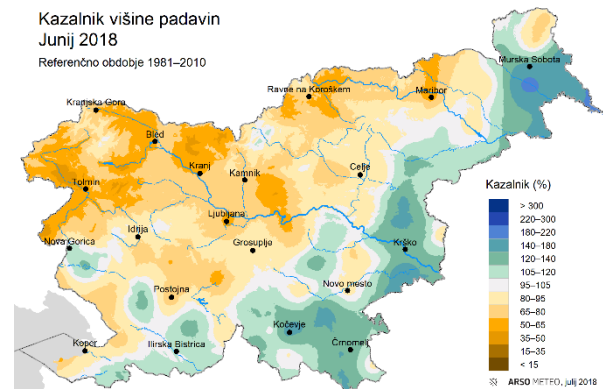 Kazalnik višine padavin
Junij 2018
Referenčno obdobje 1981–2010
Murska Sobota
Ravne na Koroškem
Maribor
Kranjska Gora
Bled
Kranj
Kamnik
Celje
Tolmin
Ljubljana
Idrija
Nova Gorica
Grosuplje
Krško
Postojna
Novo mesto
Kočevje
Črnomelj
Koper
Ilirska Bistrica
Kazalnik (%)
> 300
220–300
180–220
140–180
120–140
105–120
95–105
80–95
65–80
50–65
35–50
15–35
< 15
ARSO METEO, julij 2018